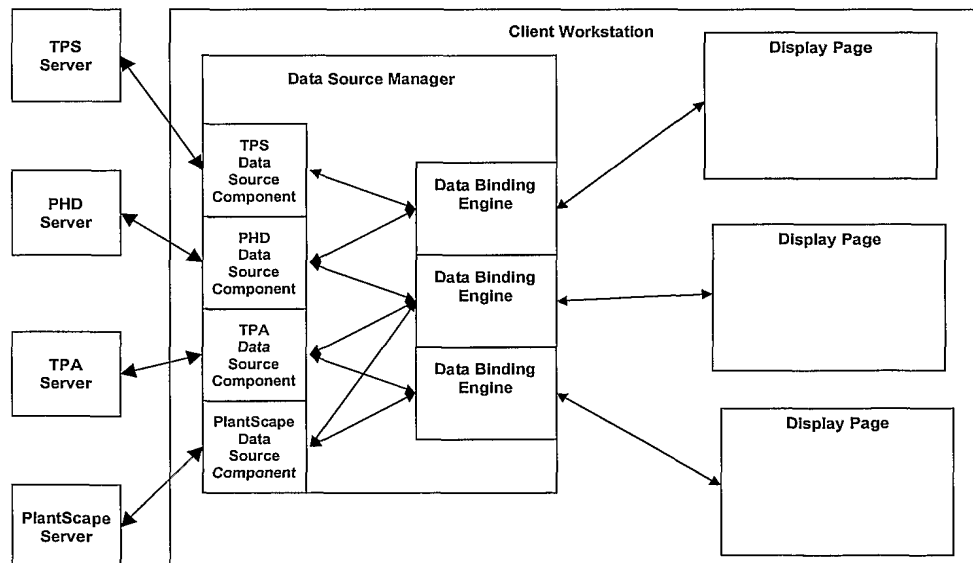 TPS
Server
PHD
Server
TPA
Server
PlantScape
Server
Client Workstation
Data Source Manager
TPS
Data
Source
Component
PHD
Data
Source
Component
TPA
Data
Source
Component
PlantScape
Data
Source
Component
Data Binding
Engine
Data Binding
Engine
Data Binding
Engine
Display Page
Display Page
Display Page